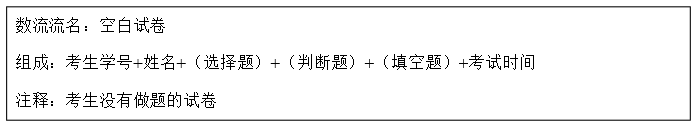 数流流名：空白试卷
组成：考生学号+姓名+（选择题）+（判断题）+（填空题）+考试时间
注释：考生没有做题的试卷